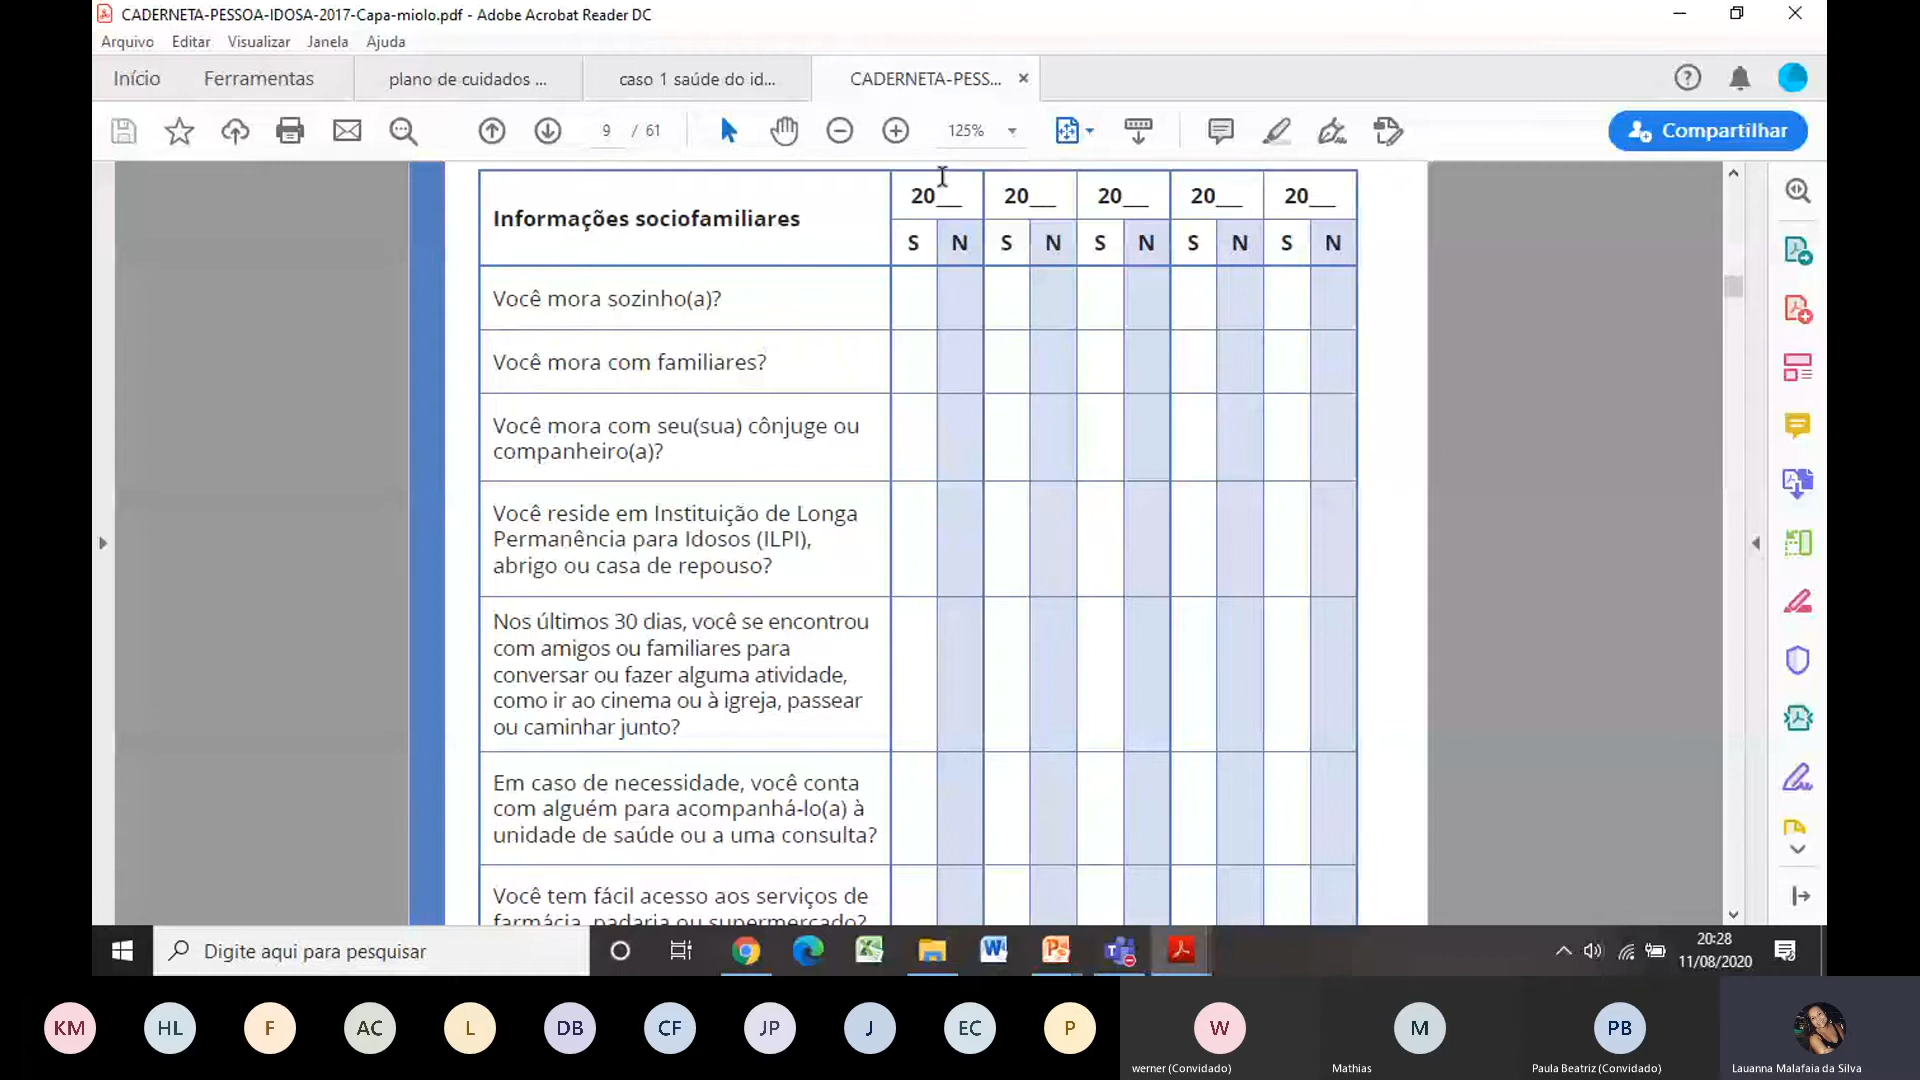 CADERNETA-PESSOA-IDOSA-2017-Capa-miolo.pdf - Adobe Acrobat Reader DC
Arquivo Editar Visualizar Janela Ajuda
Início Ferramentas plano de cuidados ... caso 1 saúde do id... CADERNETA-PESS... ×
9 / 61 125% Compartilhar
Informações sociofamiliares 20__ 20__ 20__ 20__ 20__
S N S N S N S N S N
Você mora sozinho(a)?
Você mora com familiares?
Você mora com seu(sua) cônjuge ou
companheiro(a)?
Você reside em Instituição de Longa
Permanência para Idosos (ILPI),
abrigo ou casa de repouso?
Nos últimos 30 dias, você se encontrou
com amigos ou familiares para
conversar ou fazer alguma atividade,
como ir ao cinema ou à igreja, passear
ou caminhar junto?
Em caso de necessidade, você conta
com alguém para acompanhá-lo(a) à
unidade de saúde ou a uma consulta?
Você tem fácil acesso aos serviços de
farmácia, padaria ou supermercado?
Digite aqui para pesquisar
20:28
11/08/2020
KM HL F AC L DB CF JP J EC P W M PB
werner (Convidado) Mathias Paula Beatriz (Convidado) Lauanna Malafaia da Silva